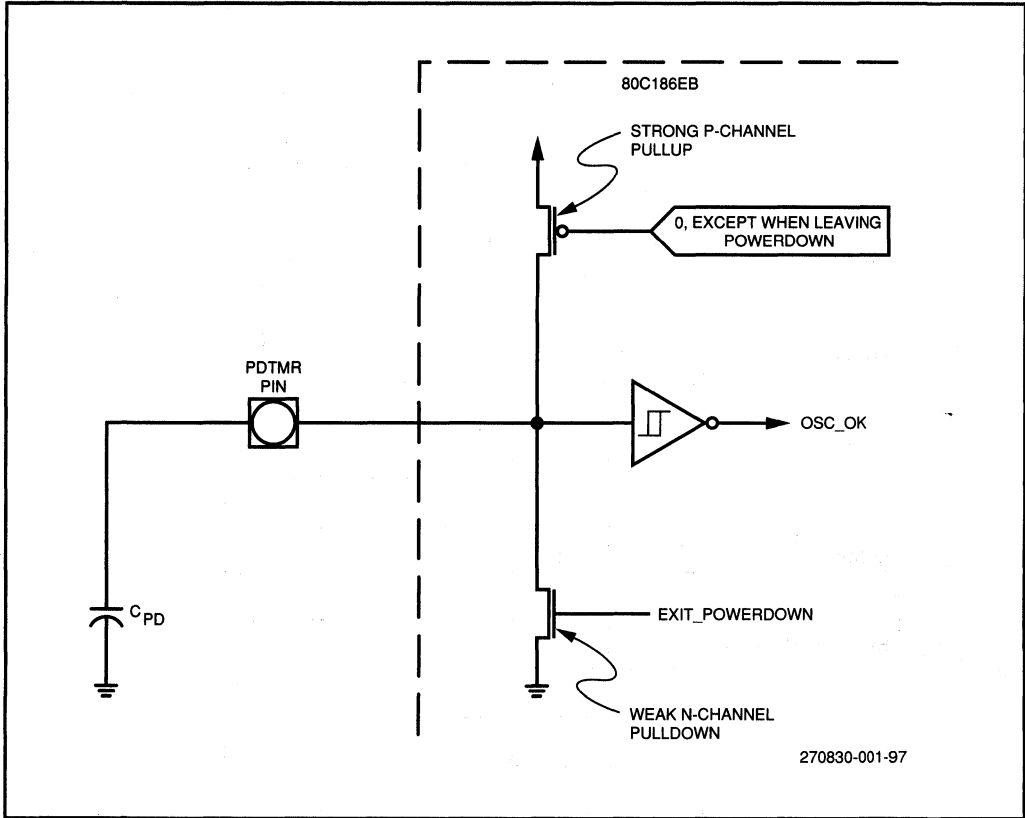 80C186EB
STRONG P-CHANNEL
PULLUP
0, EXCEPT WHEN LEAVING
POWERDOWN
PDTMR
PIN
OSC_OK
C PD
EXIT_POWERDOWN
WEAK N-CHANNEL
PULLDOWN
270830-001-97